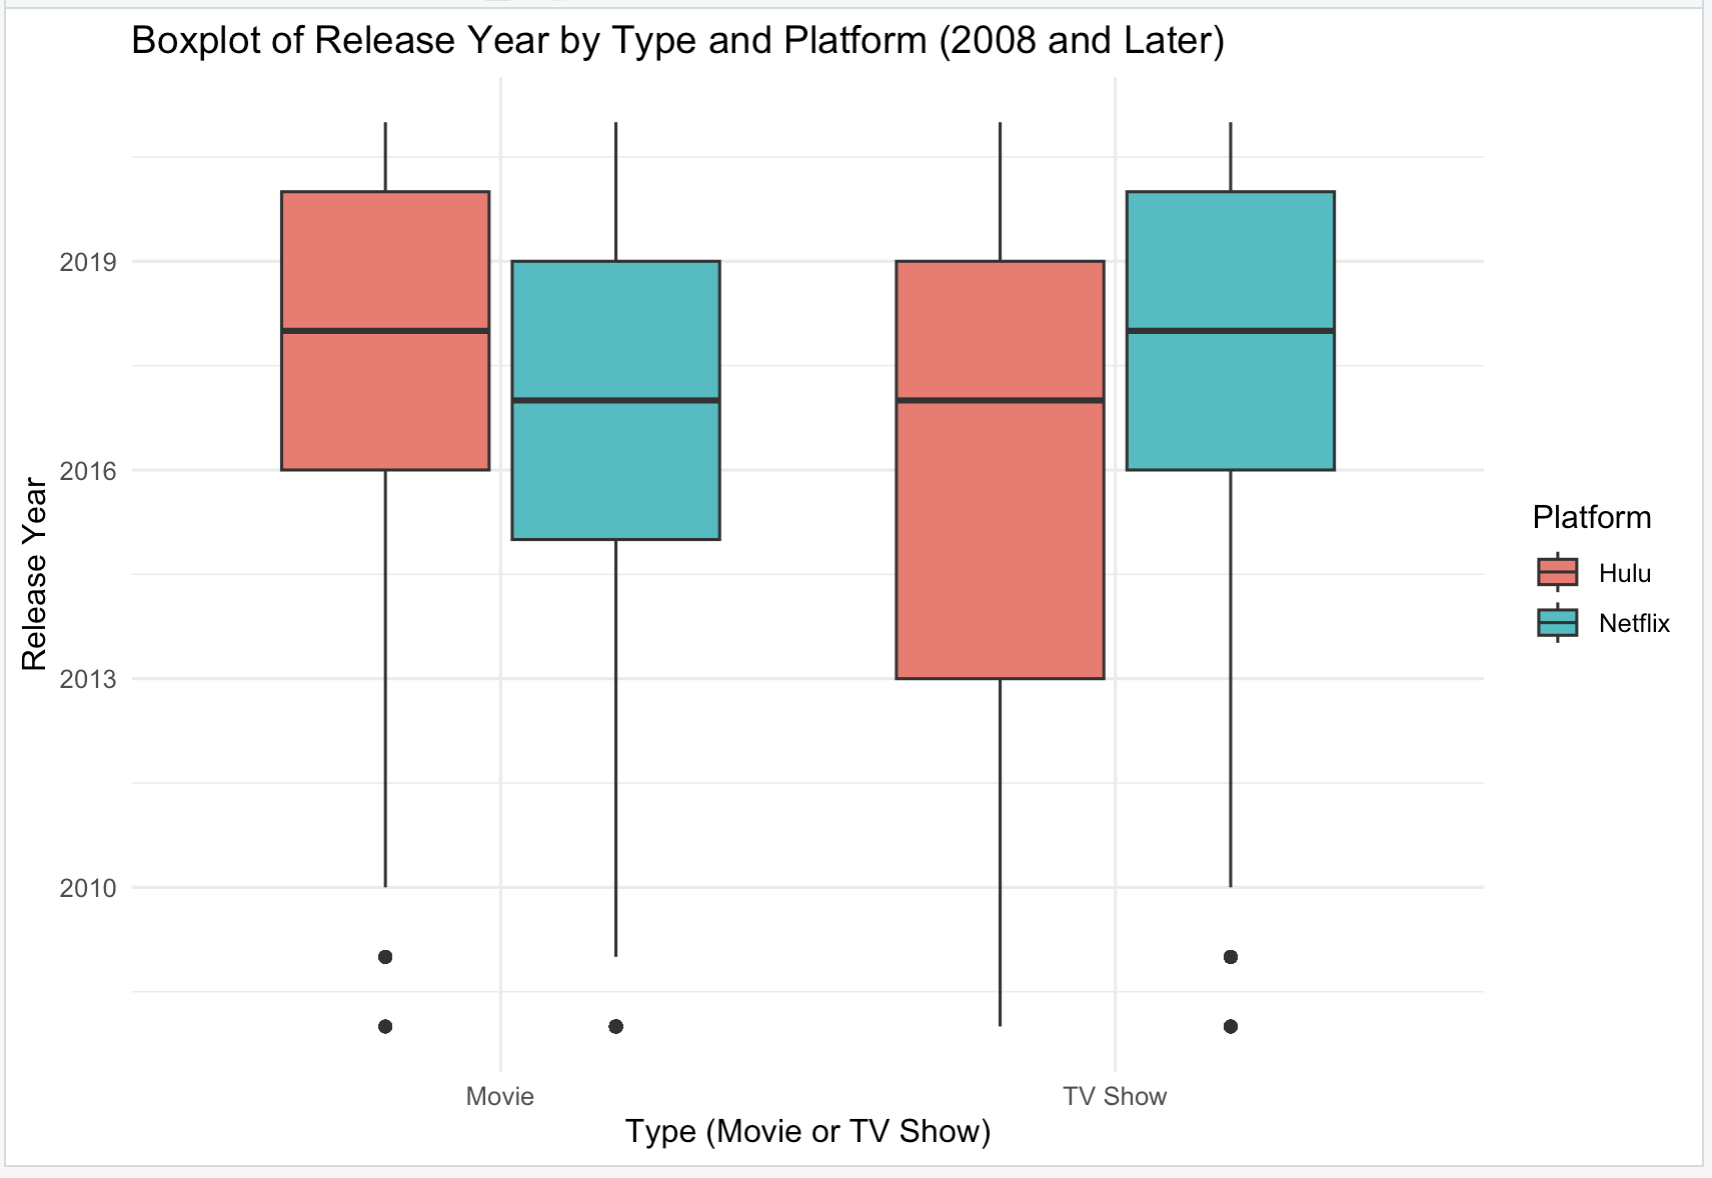 Boxplot of Release Year by Type and Platform (2008 and Later)
Release Year
2019
2016
2013
2010
Movie
TV Show
Type (Movie or TV Show)
Platform
Hulu
Netflix